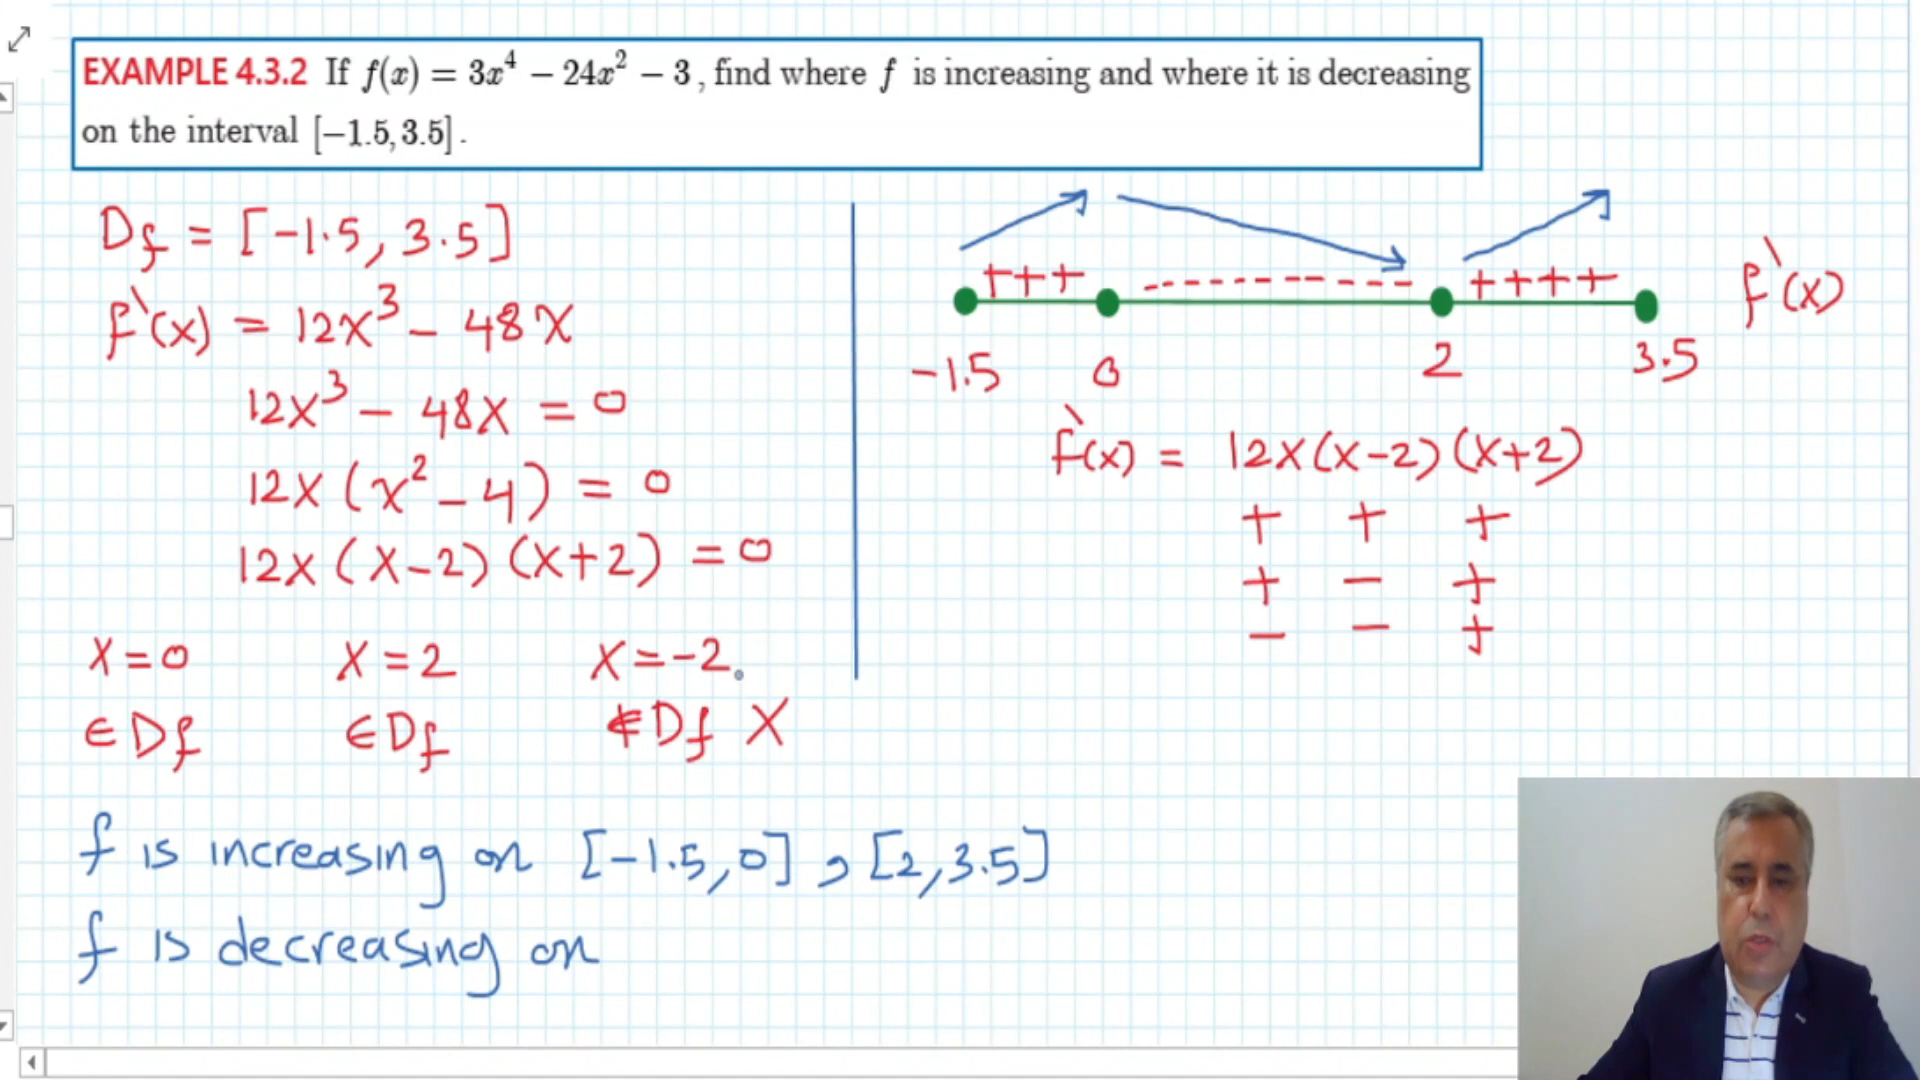 EXAMPLE 4.3.2 If f(x) = 3x⁴ − 24x² − 3, find where f is increasing and where it is decreasing
on the interval [−1.5, 3.5].
Df = [-1.5, 3.5]
f'(x) = 12x³ - 48x
12x³ - 48x = 0
12x (x² - 4) = 0
12x (x-2) (x+2) = 0
x=0 x=2 x=-2
∈Df ∈Df ∉Df X
+++ ----------- ++++ f'(x)
-1.5 0 2 3.5
f'(x) = 12x(x-2)(x+2)
+ + +
+ - +
- - +
f is increasing on [-1.5, 0] , [2, 3.5]
f is decreasing on